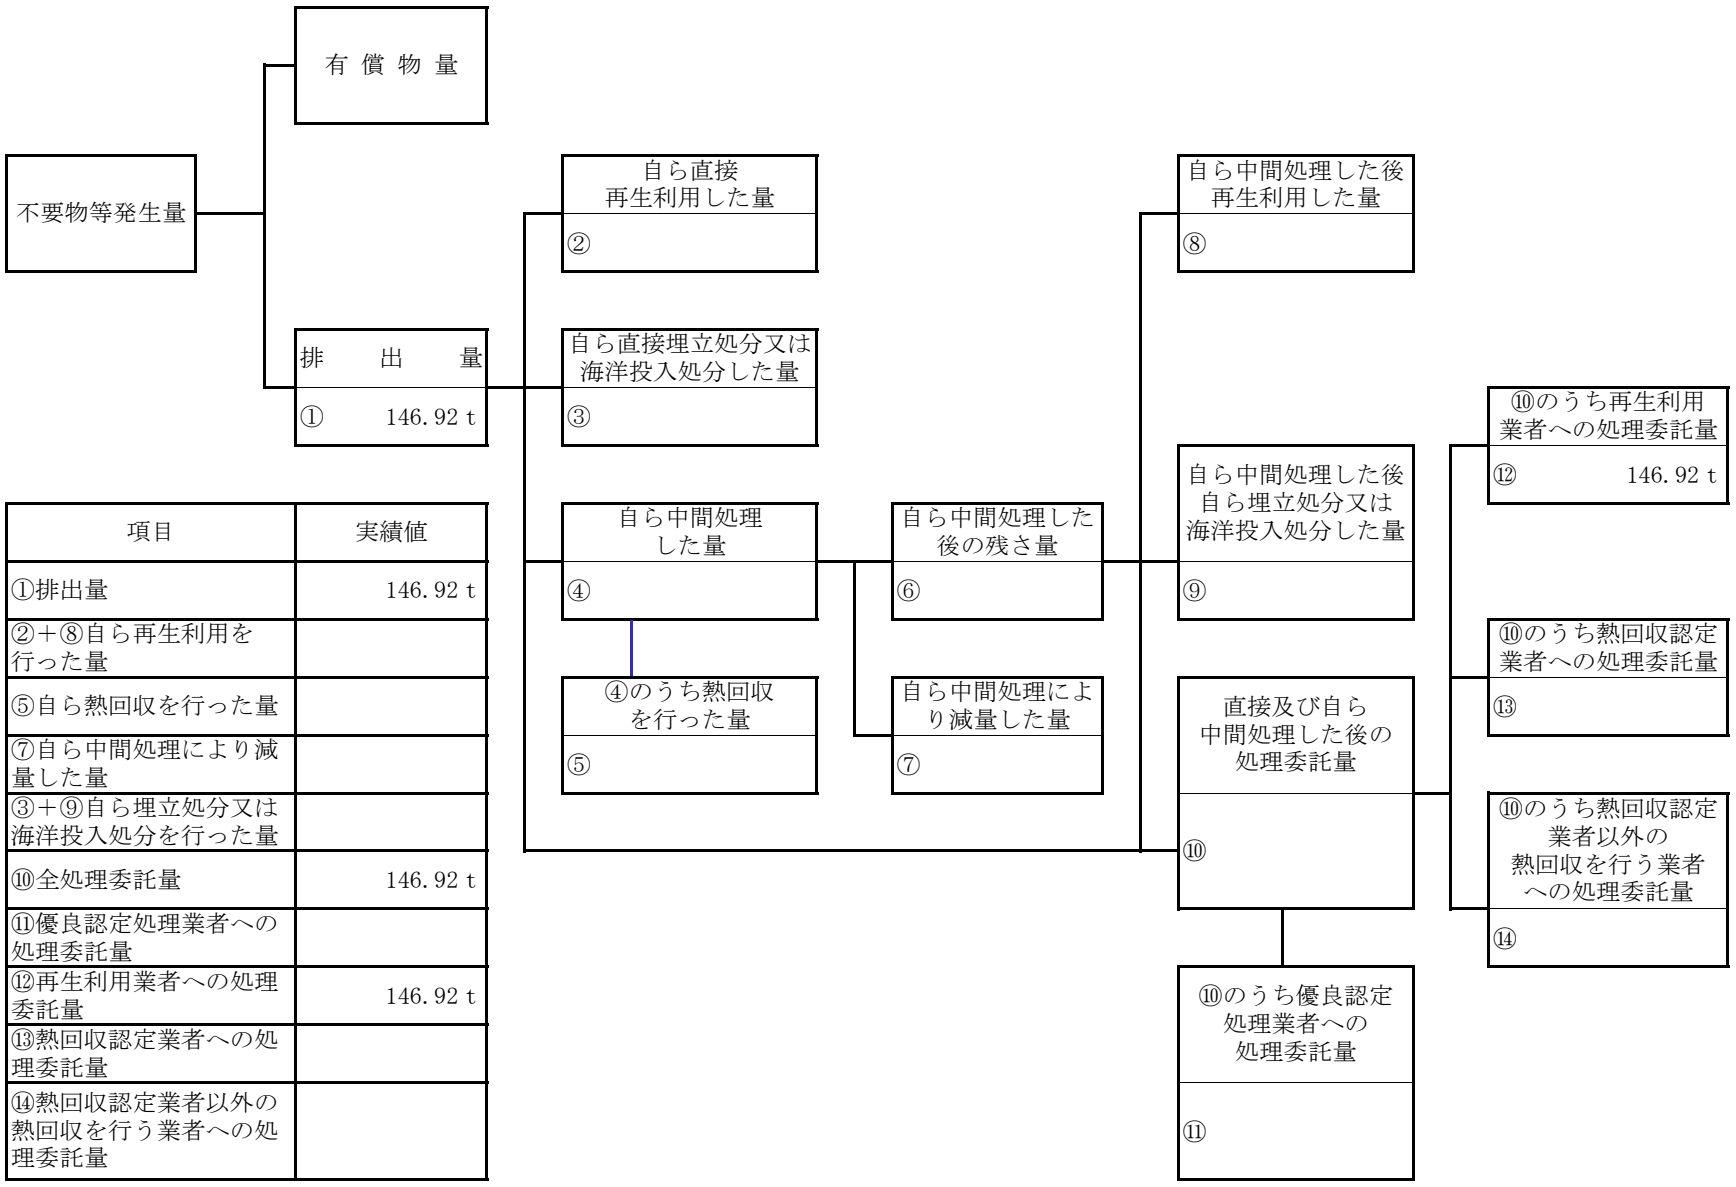 有償物量
不要物等発生量
自ら直接
再生利用した量
②
自ら中間処理した後
再生利用した量
⑧
排出量
① 146.92 t
自ら直接埋立処分又は
海洋投入処分した量
③
⑩のうち再生利用
業者への処理委託量
⑫ 146.92 t
自ら中間処理した後
自ら埋立処分又は
海洋投入処分した量
⑨
自ら中間処理
した量
④
自ら中間処理した
後の残さ量
⑥
⑩のうち熱回収認定
業者への処理委託量
⑬
④のうち熱回収
を行った量
⑤
自ら中間処理によ
り減量した量
⑦
直接及び自ら
中間処理した後の
処理委託量
⑩
⑩のうち熱回収認定
業者以外の
熱回収を行う業者
への処理委託量
⑭
⑩のうち優良認定
処理業者への
処理委託量
⑪
項目 実績値
①排出量 146.92 t
②＋⑧自ら再生利用を
行った量
⑤自ら熱回収を行った量
⑦自ら中間処理により減
量した量
③＋⑨自ら埋立処分又は
海洋投入処分を行った量
⑩全処理委託量 146.92 t
⑪優良認定処理業者への
処理委託量
⑫再生利用業者への処理
委託量 146.92 t
⑬熱回収認定業者への処
理委託量
⑭熱回収認定業者以外の
熱回収を行う業者への処
理委託量